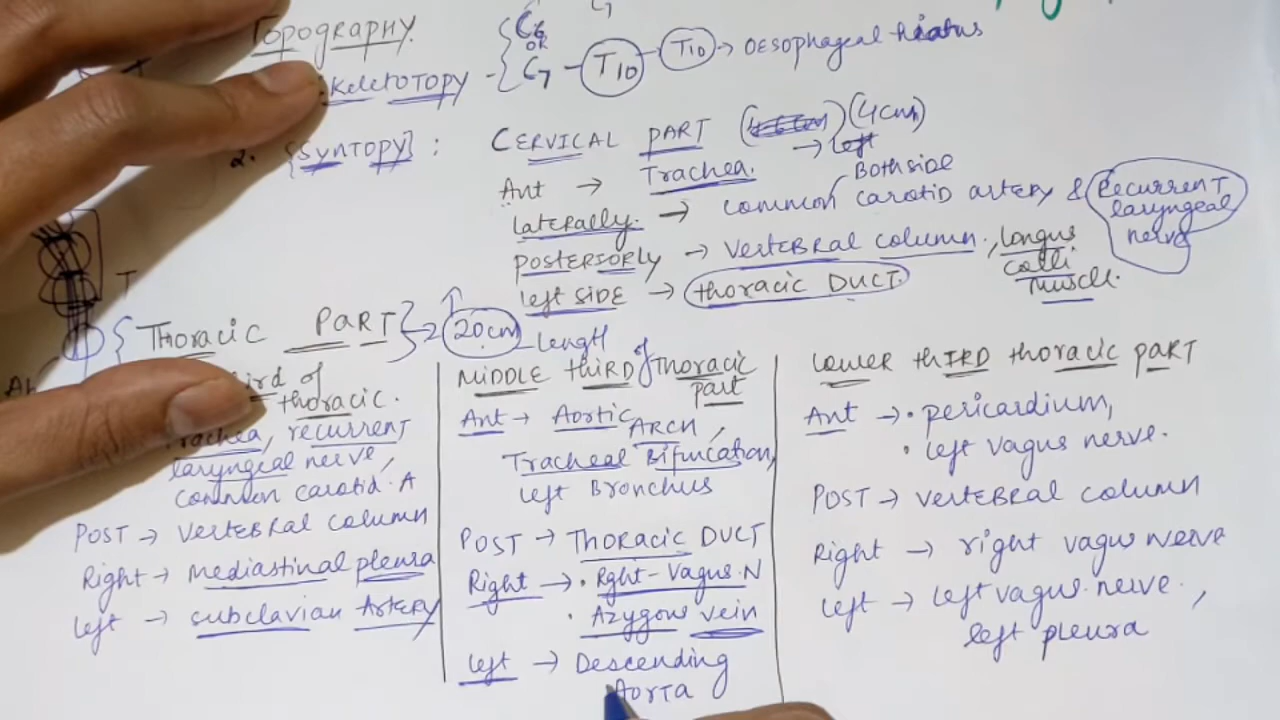 Topography.
C6
OR
: Skeletotopy - C7 - T10 - T10 → OEsophageal hiatus
2. {Syntopy} : CERVICAL PART (4cms)
→ left
Ant → Trachea.
Both side
laterally. → common carotid artery & Recurrent laryngeal nerve
posteriorly → vertebral column., longus colli muscle.
left side → thoracic DUCT.
{ Thoracic PART } → 20cm - length
third of thoracic.
Trachea, recurrent
laryngeal nerve,
common carotid. A
POST → vertebral column
Right → mediastinal pleura
left → subclavian Artery
MIDDLE third of Thoracic part
Ant → Aortic ARCH,
Tracheal Bifurcation,
left Bronchus
POST → Thoracic DUCT
Right → • Rght-Vagus.N
• Azygous vein
left → Descending
Aorta
lower thIRD thoracic pART
Ant → • pericardium,
• left vagus nerve.
POST → vertebral column
Right → right vagus nerve
left → left vagus. nerve.,
left pleura